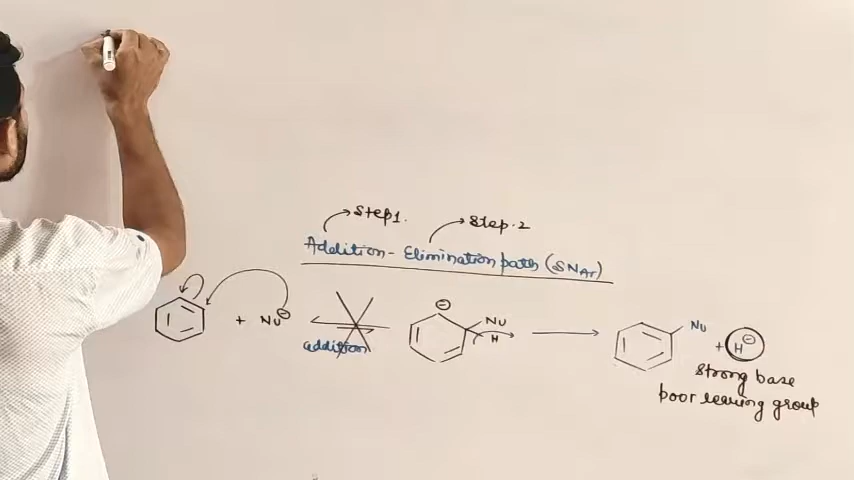 Step1.
Step.2
Addition- Elimination path (SNAr)
+ Nu⊖
addition
⊖
Nu
H
Nu
+ H⊖
Strong base
poor leaving group